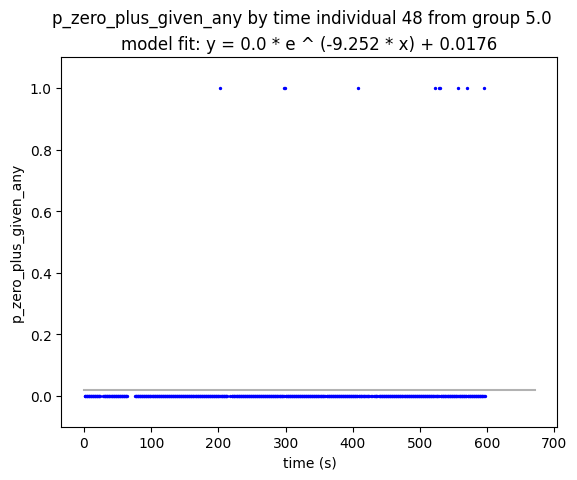 p_zero_plus_given_any by time individual 48 from group 5.0
model fit: y = 0.0 * e ^ (-9.252 * x) + 0.0176
1.0
0.8
0.6
0.4
0.2
0.0
p_zero_plus_given_any
0 100 200 300 400 500 600 700
time (s)